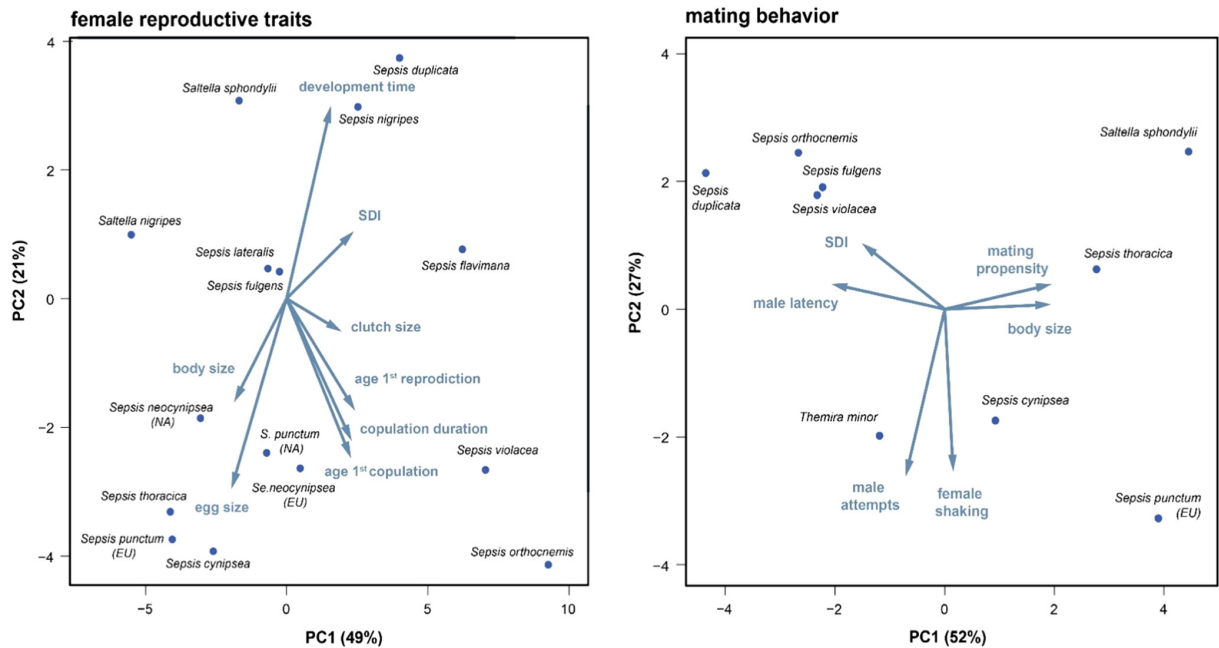 female reproductive traits
4
2
0
−2
−4
PC2 (21%)
Sepsis duplicata
development time
Saltella sphondylii
Sepsis nigripes
SDI
Saltella nigripes
Sepsis lateralis
Sepsis fulgens
Sepsis flavimana
clutch size
body size
age 1st reprodiction
Sepsis neocynipsea
(NA)
copulation duration
S. punctum
(NA)
Sepsis violacea
age 1st copulation
Se.neocynipsea
(EU)
Sepsis thoracica
egg size
Sepsis punctum
(EU)
Sepsis cynipsea
Sepsis orthocnemis
−5
0
5
10
PC1 (49%)
mating behavior
4
2
0
−2
−4
PC2 (27%)
Sepsis orthocnemis
Saltella sphondylii
Sepsis fulgens
Sepsis
duplicata
Sepsis violacea
SDI
mating
propensity
Sepsis thoracica
male latency
body size
Sepsis cynipsea
Themira minor
male
attempts
female
shaking
Sepsis punctum
(EU)
−4
−2
0
2
4
PC1 (52%)